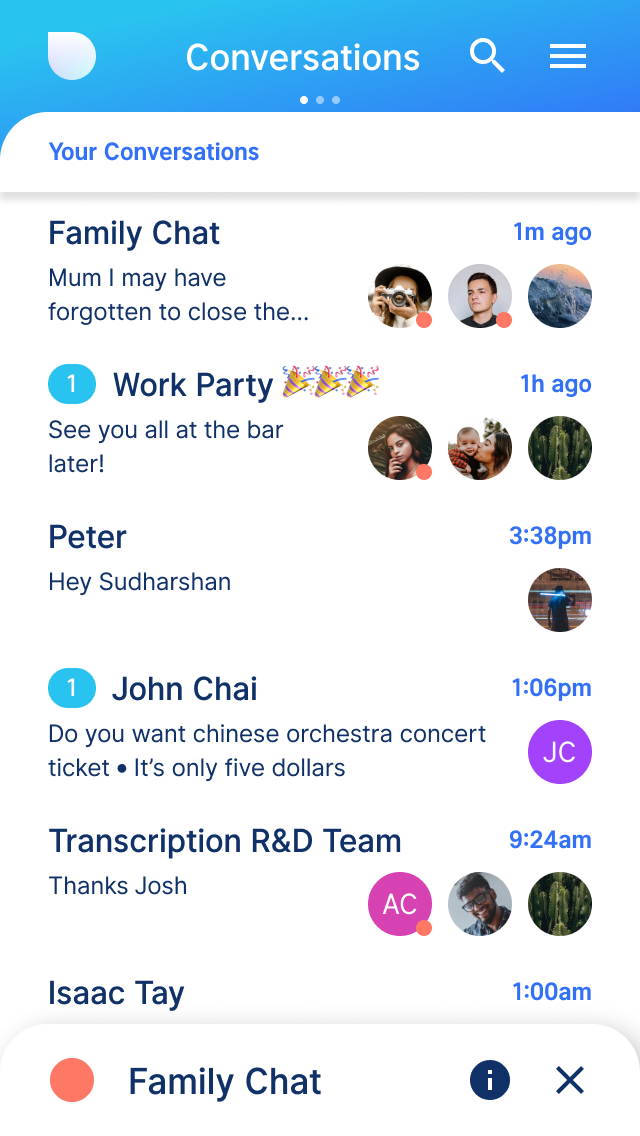 Conversations
Your Conversations
Family Chat
1m ago
Mum I may have
forgotten to close the...
1 Work Party 🎉🎉🎉
1h ago
See you all at the bar
later!
Peter
3:38pm
Hey Sudharshan
1 John Chai
1:06pm
Do you want chinese orchestra concert
ticket • It’s only five dollars
JC
Transcription R&D Team
9:24am
Thanks Josh
AC
Isaac Tay
1:00am
Family Chat